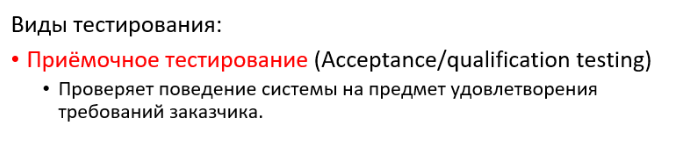 Виды тестирования:
• Приёмочное тестирование (Acceptance/qualification testing)
• Проверяет поведение системы на предмет удовлетворения
требований заказчика.